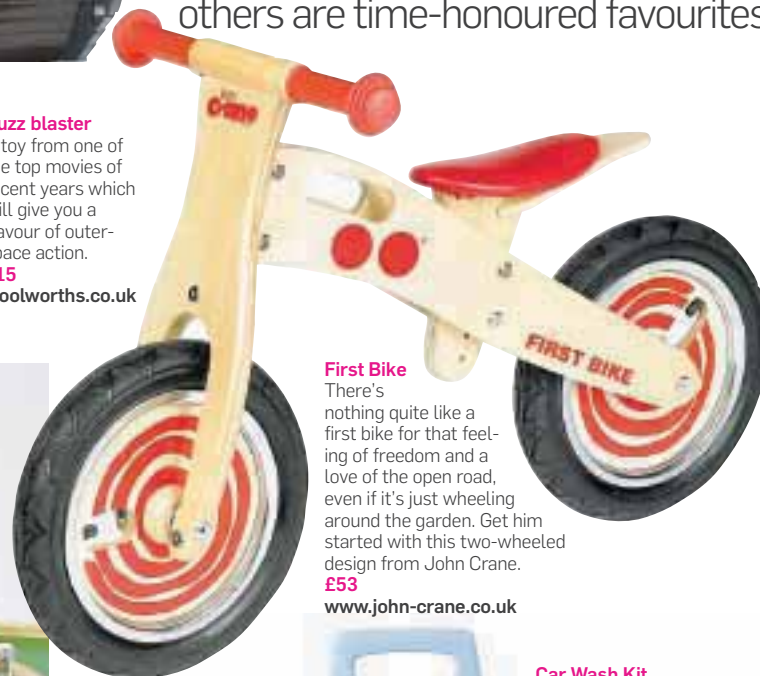 others are time-honoured favourites
uzz blaster
toy from one of
e top movies of
cent years which
ill give you a
avour of outer-
pace action.
15
oolworths.co.uk
Crane
FIRST BIKE
First Bike
There's
nothing quite like a
first bike for that feel-
ing of freedom and a
love of the open road,
even if it's just wheeling
around the garden. Get him
started with this two-wheeled
design from John Crane.
£53
www.john-crane.co.uk
Car Wash Kit